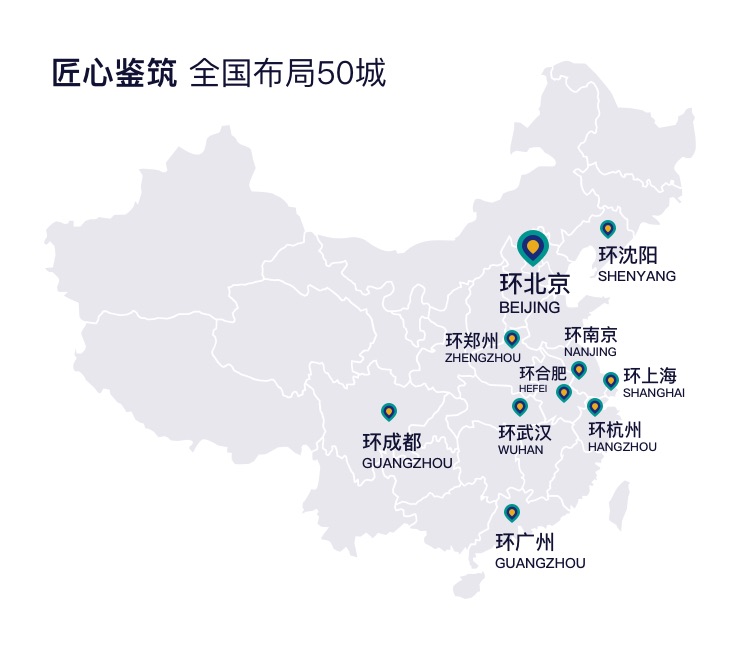 匠心鉴筑 全国布局50城
环沈阳
SHENYANG
环北京
BEIJING
环郑州
ZHENGZHOU
环南京
NANJING
环合肥
HEFEI
环上海
SHANGHAI
环成都
GUANGZHOU
环武汉
WUHAN
环杭州
HANGZHOU
环广州
GUANGZHOU